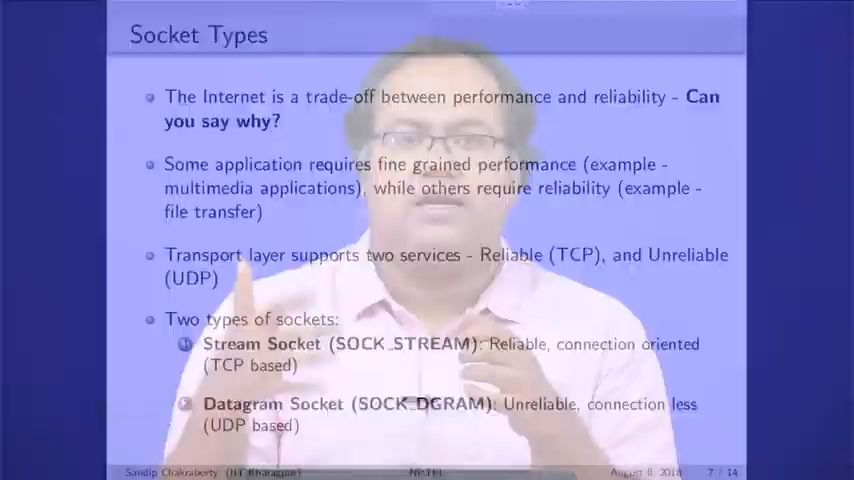 Socket Types
The Internet is a trade-off between performance and reliability - Can
you say why?
Some application requires fine grained performance (example -
multimedia applications), while others require reliability (example -
file transfer)
Transport layer supports two services - Reliable (TCP), and Unreliable
(UDP)
Two types of sockets:
1 Stream Socket (SOCK_STREAM): Reliable, connection oriented
(TCP based)
2 Datagram Socket (SOCK_DGRAM): Unreliable, connection less
(UDP based)
Sandip Chakraborty (IIT Kharagpur) NPTEL August 8, 2018 7 / 14